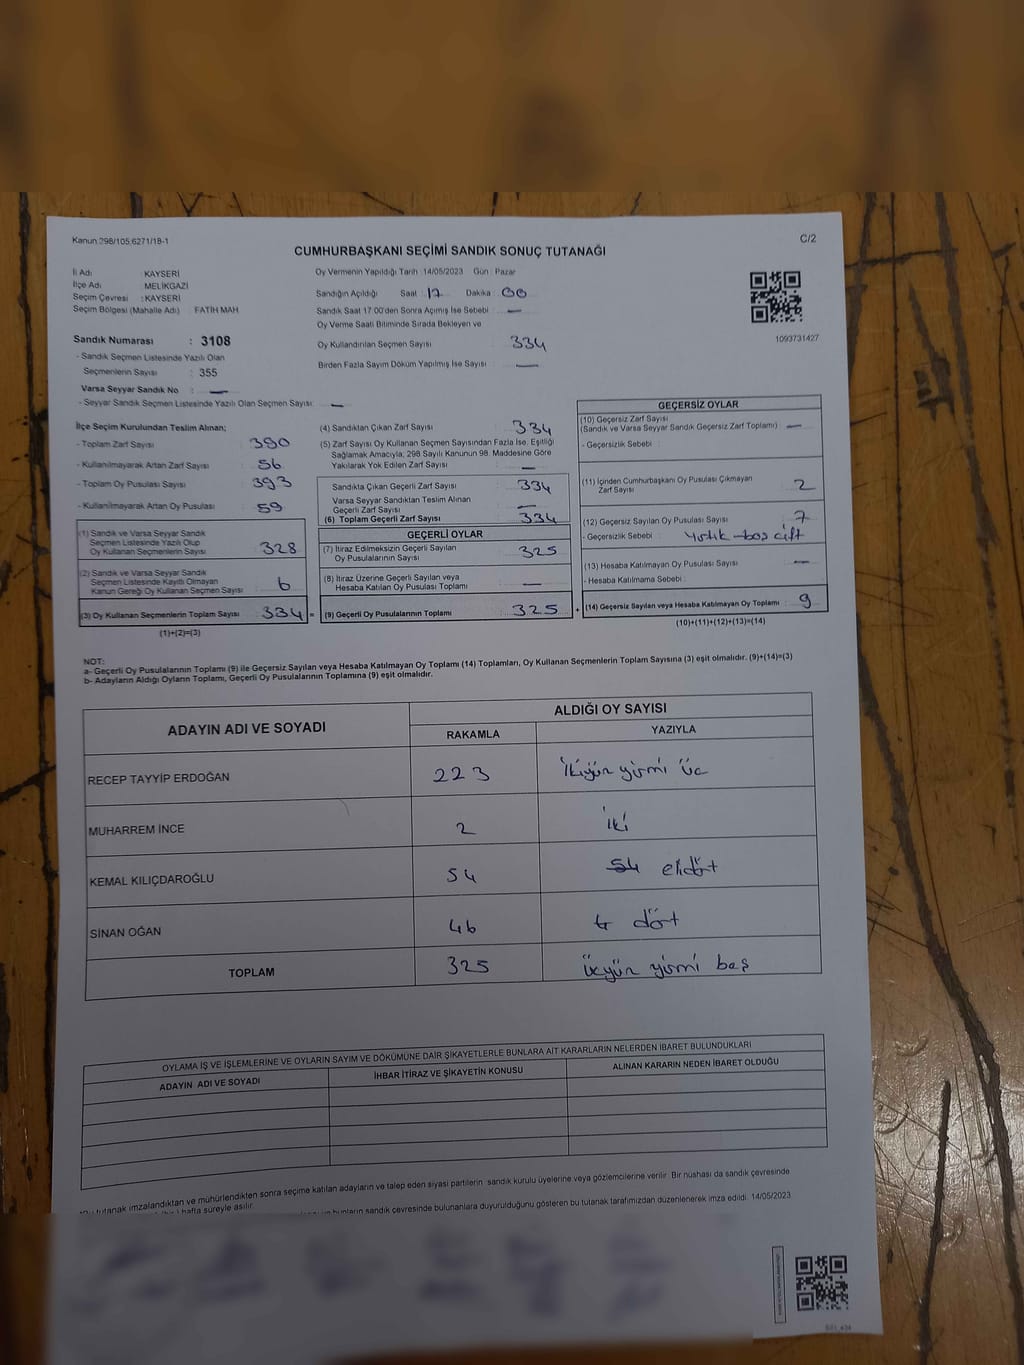 Kanun 298/105,6271/18-1
C/2
CUMHURBAŞKANI SEÇİMİ SANDIK SONUÇ TUTANAĞI
İl Adı KAYSERİ
İlçe Adı MELİKGAZİ
Seçim Çevresi : KAYSERİ
Seçim Bölgesi (Mahalle Adı) FATİH MAH
Sandık Numarası : 3108
- Sandık Seçmen Listesinde Yazılı Olan
Seçmenlerin Sayısı : 355
Varsa Seyyar Sandık No : —
- Seyyar Sandık Seçmen Listesinde Yazılı Olan Seçmen Sayısı: —
Oy Vermenin Yapıldığı Tarih : 14/05/2023 Gün : Pazar
Sandığın Açıldığı Saat : 17 Dakika : 00
Sandık Saat 17:00'den Sonra Açımış İse Sebebi : —
Oy Verme Saati Bitiminde Sırada Bekleyen ve
Oy Kullandırılan Seçmen Sayısı : 334
Birden Fazla Sayım Döküm Yapılmış İse Sayısı : —
1093731427
İlçe Seçim Kurulundan Teslim Alınan;
- Toplam Zarf Sayısı : 390
- Kullanılmayarak Artan Zarf Sayısı : 56
- Toplam Oy Pusulası Sayısı : 393
- Kullanılmayarak Artan Oy Pusulası : 59
(1) Sandık ve Varsa Seyyar Sandık
Seçmen Listesinde Yazılı Olup
Oy Kullanan Seçmenlerin Sayısı : 328
(2) Sandık ve Varsa Seyyar Sandık
Seçmen Listesinde Kayıtlı Olmayan
Kanun Gereği Oy Kullanan Seçmen Sayısı : 6
(3) Oy Kullanan Seçmenlerin Toplam Sayısı : 334 =
(1)+(2)=(3)
(4) Sandıktan Çıkan Zarf Sayısı : 334
(5) Zarf Sayısı Oy Kullanan Seçmen Sayısından Fazla İse, Eşitliği
Sağlamak Amacıyla; 298 Sayılı Kanunun 98. Maddesine Göre
Yakılarak Yok Edilen Zarf Sayısı : —
Sandıkta Çıkan Geçerli Zarf Sayısı : 334
Varsa Seyyar Sandıktan Teslim Alınan
Geçerli Zarf Sayısı : —
(6) Toplam Geçerli Zarf Sayısı : 334
GEÇERLİ OYLAR
(7) İtiraz Edilmeksizin Geçerli Sayılan
Oy Pusulalarının Sayısı : 325
(8) İtiraz Üzerine Geçerli Sayılan veya
Hesaba Katılan Oy Pusulası Toplamı : —
(9) Geçerli Oy Pusulalarının Toplamı : 325 +
GEÇERSİZ OYLAR
(10) Geçersiz Zarf Sayısı
(Sandık ve Varsa Seyyar Sandık Geçersiz Zarf Toplamı) : —
- Geçersizlik Sebebi :
(11) İçinden Cumhurbaşkanı Oy Pusulası Çıkmayan
Zarf Sayısı : 2
(12) Geçersiz Sayılan Oy Pusulası Sayısı : 7
- Geçersizlik Sebebi : Yırtık-boş çift
(13) Hesaba Katılmayan Oy Pusulası Sayısı : —
- Hesaba Katılmama Sebebi :
(14) Geçersiz Sayılan veya Hesaba Katılmayan Oy Toplamı : 9
(10)+(11)+(12)+(13)=(14)
NOT:
a- Geçerli Oy Pusulalarının Toplamı (9) ile Geçersiz Sayılan veya Hesaba Katılmayan Oy Toplamı (14) Toplamları, Oy Kullanan Seçmenlerin Toplam Sayısına (3) eşit olmalıdır. (9)+(14)=(3)
b- Adayların Aldığı Oyların Toplamı, Geçerli Oy Pusulalarının Toplamına (9) eşit olmalıdır.
ADAYIN ADI VE SOYADI ALDIĞI OY SAYISI
RAKAMLA YAZIYLA
RECEP TAYYİP ERDOĞAN 223 ikiyüz yirmi üç
MUHARREM İNCE 2 iki
KEMAL KILIÇDAROĞLU 54 54 elidört
SİNAN OĞAN 46 dört
TOPLAM 325 üçyüz yirmi beş
OYLAMA İŞ VE İŞLEMLERİNE VE OYLARIN SAYIM VE DÖKÜMÜNE DAİR ŞİKAYETLERLE BUNLARA AİT KARARLARIN NELERDEN İBARET BULUNDUKLARI
ADAYIN ADI VE SOYADI İHBAR İTİRAZ VE ŞİKAYETİN KONUSU ALINAN KARARIN NEDEN İBARET OLDUĞU
tutanak imzalandıktan ve mühürlendikten sonra seçime katılan adayların ve talep eden siyasi partilerin sandık kurulu üyelerine veya gözlemcilerine verilir. Bir nüshası da sandık çevresinde
hafta süreyle asılır.
bunların sandık çevresinde bulunanlara duyurulduğunu gösteren bu tutanak tarafımızdan düzenlenerek imza edildi. 14/05/2023